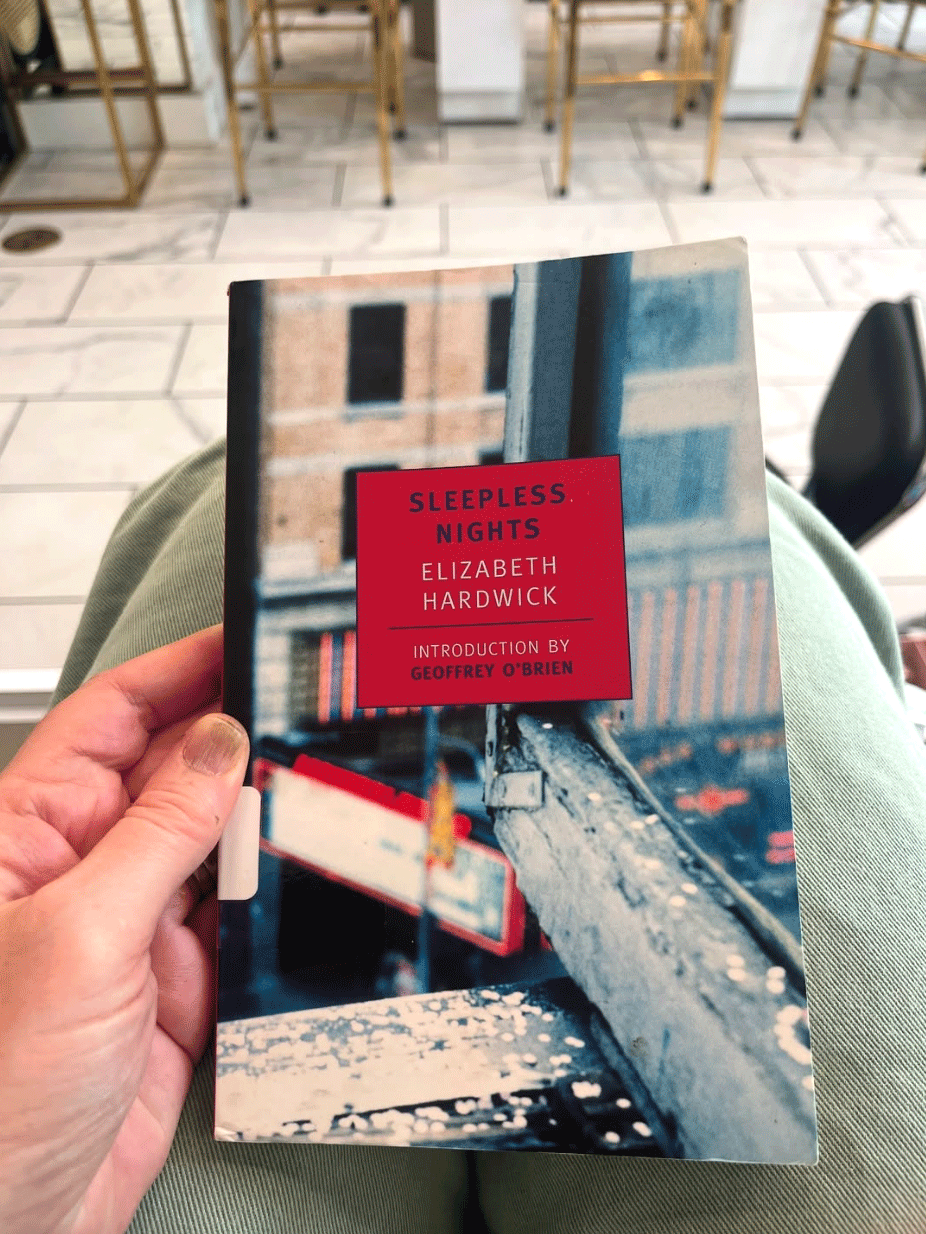 SLEEPLESS
NIGHTS
ELIZABETH
HARDWICK
INTRODUCTION BY
GEOFFREY O'BRIEN